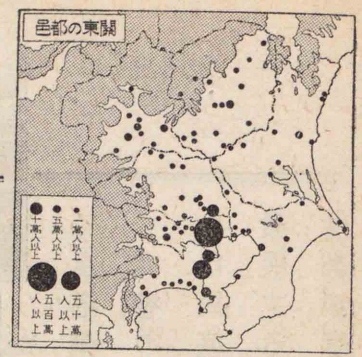 關東の都邑
一萬人以上
五萬人以上
十萬人以上
五十萬
人以上
五百萬
人以上